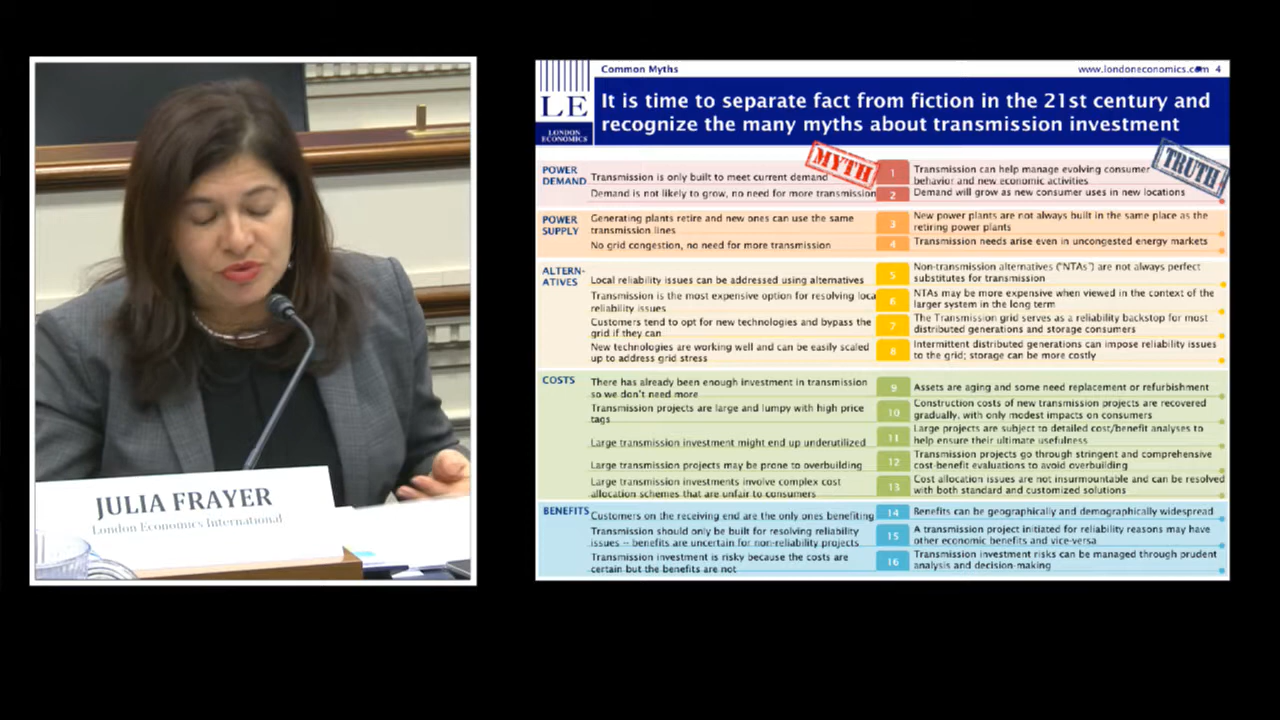 JULIA FRAYER
London Economics International
LE
LONDON
ECONOMICS
Common Myths
www.londoneconomics.com 4
It is time to separate fact from fiction in the 21st century and
recognize the many myths about transmission investment
MYTH
TRUTH
POWER
DEMAND
Transmission is only built to meet current demand
1
Transmission can help manage evolving consumer
behavior and new economic activities
Demand is not likely to grow, no need for more transmission
2
Demand will grow as new consumer uses in new locations
POWER
SUPPLY
Generating plants retire and new ones can use the same
transmission lines
3
New power plants are not always built in the same place as the
retiring power plants
No grid congestion, no need for more transmission
4
Transmission needs arise even in uncongested energy markets
ALTERN-
ATIVES
Local reliability issues can be addressed using alternatives
5
Non-transmission alternatives ("NTAs") are not always perfect
substitutes for transmission
Transmission is the most expensive option for resolving loca
reliability issues
6
NTAs may be more expensive when viewed in the context of the
larger system in the long term
Customers tend to opt for new technologies and bypass the
grid if they can
7
The Transmission grid serves as a reliability backstop for most
distributed generations and storage consumers
New technologies are working well and can be easily scaled
up to address grid stress
8
Intermittent distributed generations can impose reliability issues
to the grid; storage can be more costly
COSTS
There has already been enough investment in transmission
so we don't need more
9
Assets are aging and some need replacement or refurbishment
Transmission projects are large and lumpy with high price
tags
10
Construction costs of new transmission projects are recovered
gradually, with only modest impacts on consumers
Large transmission investment might end up underutilized
11
Large projects are subject to detailed cost/benefit analyses to
help ensure their ultimate usefulness
Large transmission projects may be prone to overbuilding
12
Transmission projects go through stringent and comprehensive
cost-benefit evaluations to avoid overbuilding
Large transmission investments involve complex cost
allocation schemes that are unfair to consumers
13
Cost allocation issues are not insurmountable and can be resolved
with both standard and customized solutions
BENEFITS
Customers on the receiving end are the only ones benefiting
14
Benefits can be geographically and demographically widespread
Transmission should only be built for resolving reliability
issues – benefits are uncertain for non-reliability projects
15
A transmission project initiated for reliability reasons may have
other economic benefits and vice-versa
Transmission investment is risky because the costs are
certain but the benefits are not
16
Transmission investment risks can be managed through prudent
analysis and decision-making